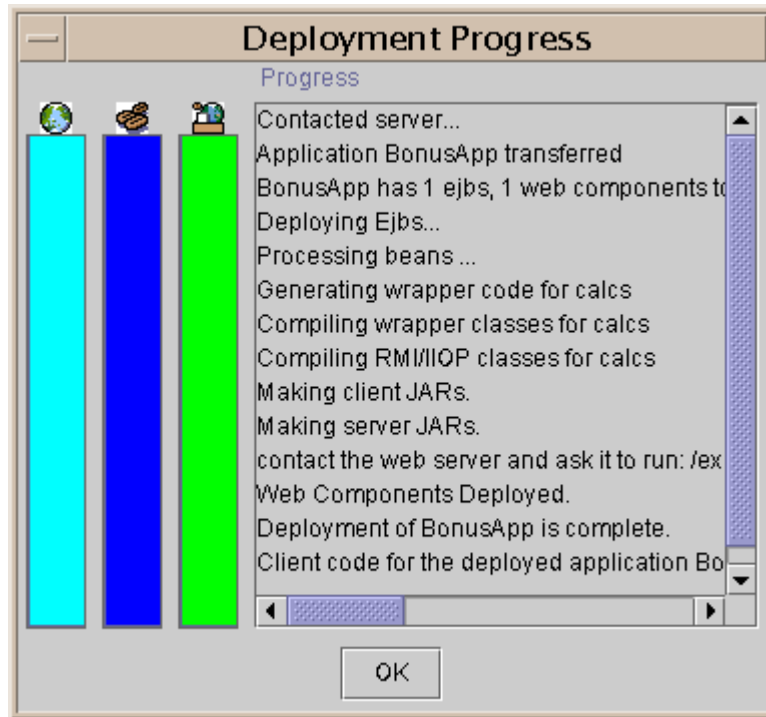 Deployment Progress
Progress
Contacted server...
Application BonusApp transferred
BonusApp has 1 ejbs, 1 web components to
Deploying Ejbs...
Processing beans ...
Generating wrapper code for calcs
Compiling wrapper classes for calcs
Compiling RMI/IIOP classes for calcs
Making client JARs.
Making server JARs.
contact the web server and ask it to run: /ex
Web Components Deployed.
Deployment of BonusApp is complete.
Client code for the deployed application Bo
OK